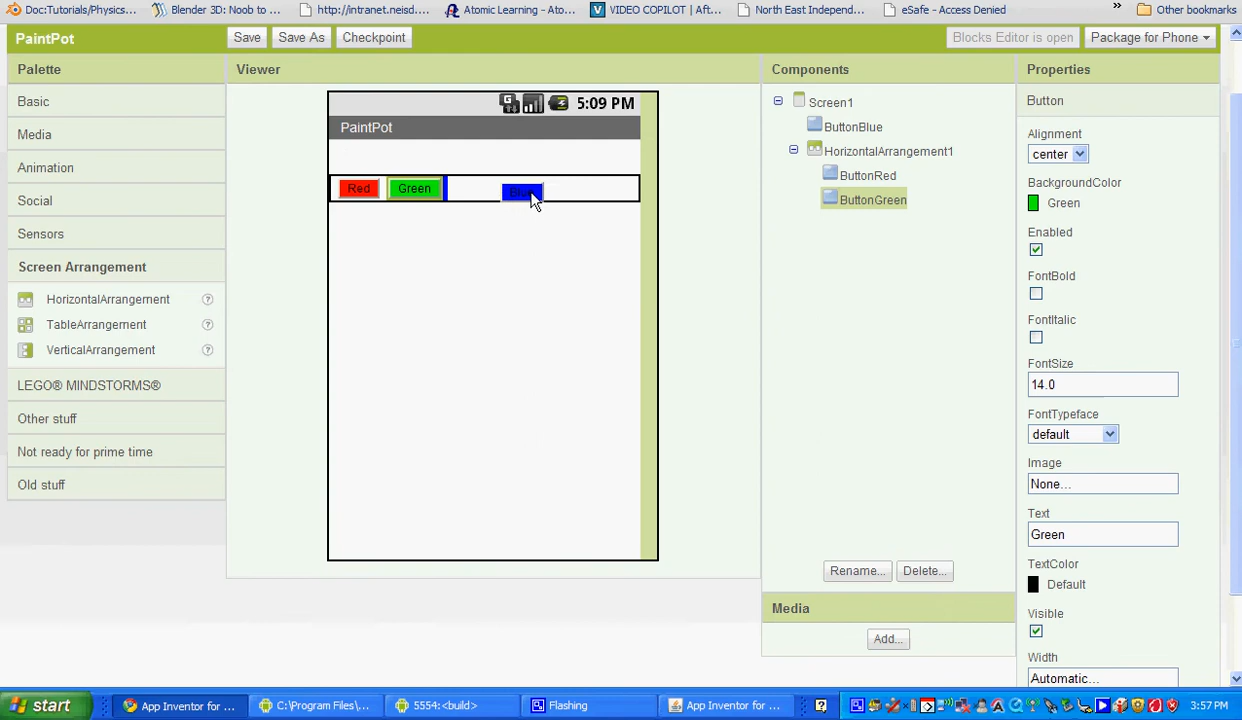 Doc:Tutorials/Physics... Blender 3D: Noob to ... http://intranet.neisd.... Atomic Learning - Ato... VIDEO COPILOT | Aft... North East Independ... eSafe - Access Denied » Other bookmarks
PaintPot Save Save As Checkpoint Blocks Editor is open Package for Phone
Palette Viewer Components Properties
Basic
Media
Animation
Social
Sensors
Screen Arrangement
HorizontalArrangement ?
TableArrangement ?
VerticalArrangement ?
LEGO® MINDSTORMS®
Other stuff
Not ready for prime time
Old stuff
5:09 PM
PaintPot
Red Green Blue
Screen1
ButtonBlue
HorizontalArrangement1
ButtonRed
ButtonGreen
Rename... Delete...
Media
Add...
Button
Alignment
center
BackgroundColor
Green
Enabled
FontBold
FontItalic
FontSize
14.0
FontTypeface
default
Image
None...
Text
Green
TextColor
Default
Visible
Width
Automatic...
start App Inventor for ... C:\Program Files\... 5554:<build> Flashing App Inventor for ... 3:57 PM